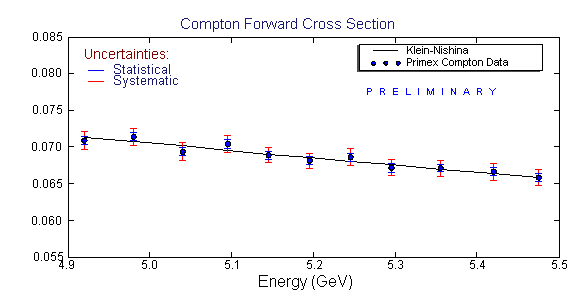 Compton Forward Cross Section
0.085
0.080
0.075
0.070
0.065
0.060
0.055
Uncertainties:
Statistical
Systematic
Klein-Nishina
Primex Compton Data
PRELIMINARY
4.9 5.0 5.1 5.2 5.3 5.4 5.5
Energy (GeV)